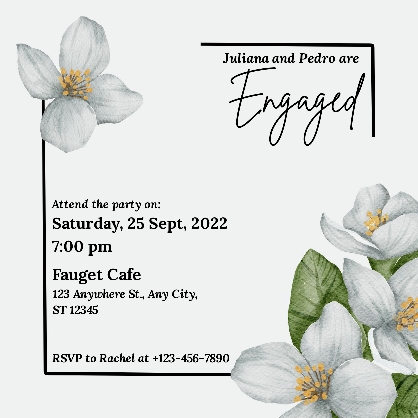 Juliana and Pedro are
Engaged
Attend the party on:
Saturday, 25 Sept, 2022
7:00 pm
Fauget Cafe
123 Anywhere St., Any City,
ST 12345
RSVP to Rachel at +123-456-7890